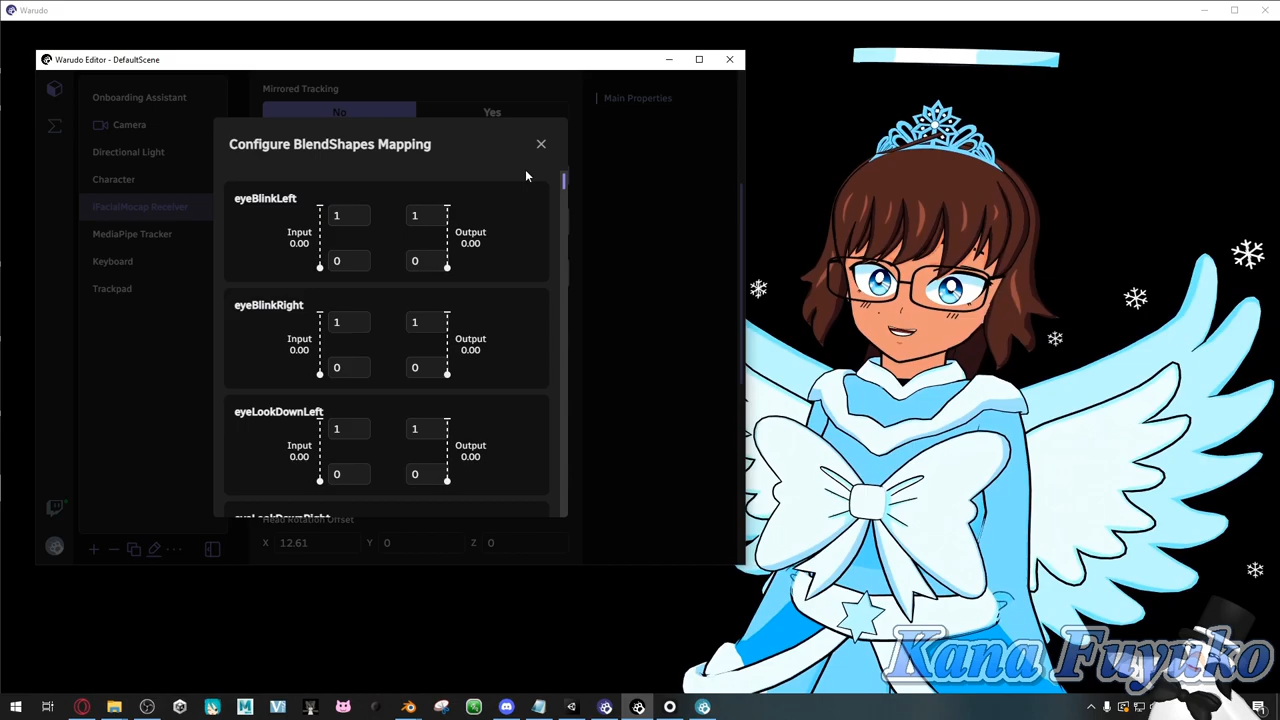 Warudo
Warudo Editor - DefaultScene
Onboarding Assistant
Camera
Directional Light
Character
iFacialMocap Receiver
MediaPipe Tracker
Keyboard
Trackpad
Mirrored Tracking
No
Yes
Main Properties
Configure BlendShapes Mapping
eyeBlinkLeft
1
1
Input
0.00
Output
0.00
0
0
eyeBlinkRight
1
1
Input
0.00
Output
0.00
0
0
eyeLookDownLeft
1
1
Input
0.00
Output
0.00
0
0
eyeLookDownRight
Head Rotation Offset
X 12.61 Y 0 Z 0
Kana Fuyuko